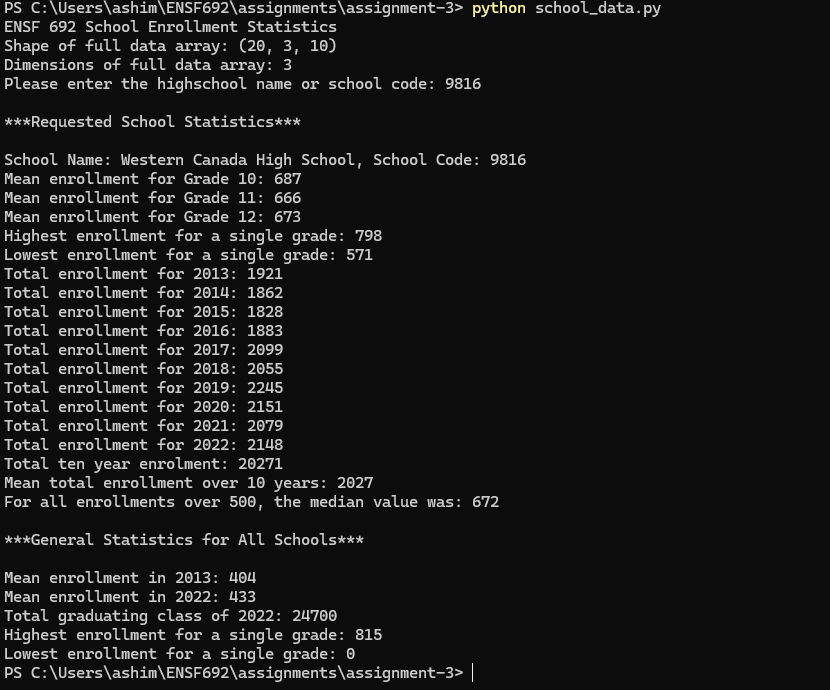 PS C:\Users\ashim\ENSF692\assignments\assignment-3> python school_data.py
ENSF 692 School Enrollment Statistics
Shape of full data array: (20, 3, 10)
Dimensions of full data array: 3
Please enter the highschool name or school code: 9816
***Requested School Statistics***
School Name: Western Canada High School, School Code: 9816
Mean enrollment for Grade 10: 687
Mean enrollment for Grade 11: 666
Mean enrollment for Grade 12: 673
Highest enrollment for a single grade: 798
Lowest enrollment for a single grade: 571
Total enrollment for 2013: 1921
Total enrollment for 2014: 1862
Total enrollment for 2015: 1828
Total enrollment for 2016: 1883
Total enrollment for 2017: 2099
Total enrollment for 2018: 2055
Total enrollment for 2019: 2245
Total enrollment for 2020: 2151
Total enrollment for 2021: 2079
Total enrollment for 2022: 2148
Total ten year enrolment: 20271
Mean total enrollment over 10 years: 2027
For all enrollments over 500, the median value was: 672
***General Statistics for All Schools***
Mean enrollment in 2013: 404
Mean enrollment in 2022: 433
Total graduating class of 2022: 24700
Highest enrollment for a single grade: 815
Lowest enrollment for a single grade: 0
PS C:\Users\ashim\ENSF692\assignments\assignment-3>